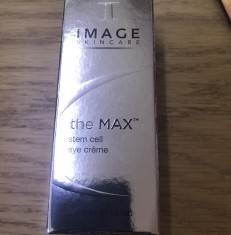 IMAGE
SKINCARE
the MAX™
stem cell
eye crème